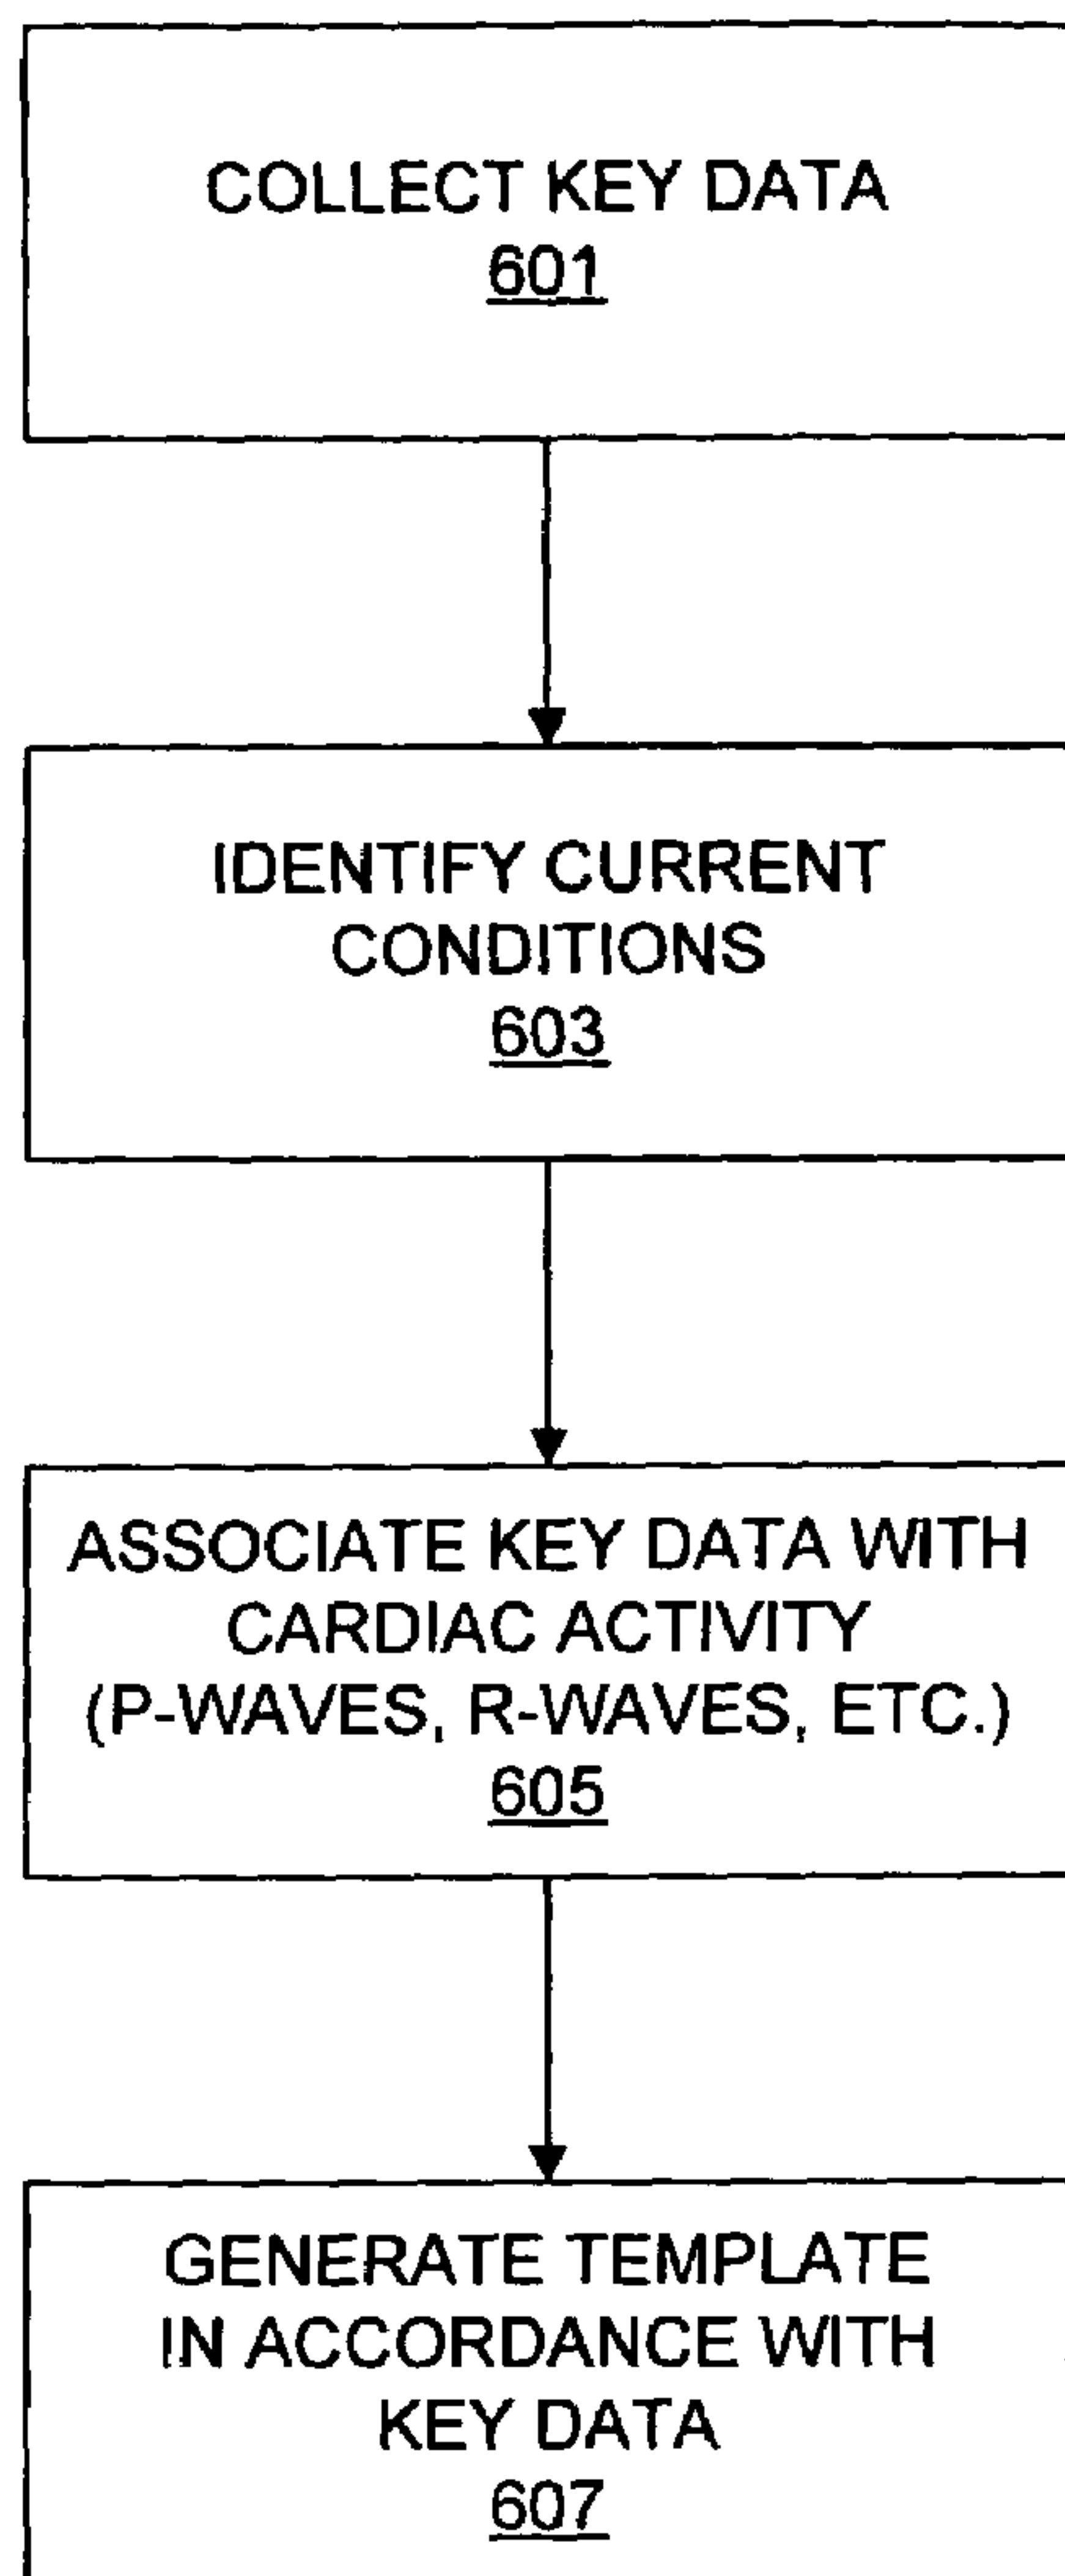 COLLECT KEY DATA
601
IDENTIFY CURRENT
CONDITIONS
603
ASSOCIATE KEY DATA WITH
CARDIAC ACTIVITY
(P-WAVES, R-WAVES, ETC.)
605
GENERATE TEMPLATE
IN ACCORDANCE WITH
KEY DATA
607